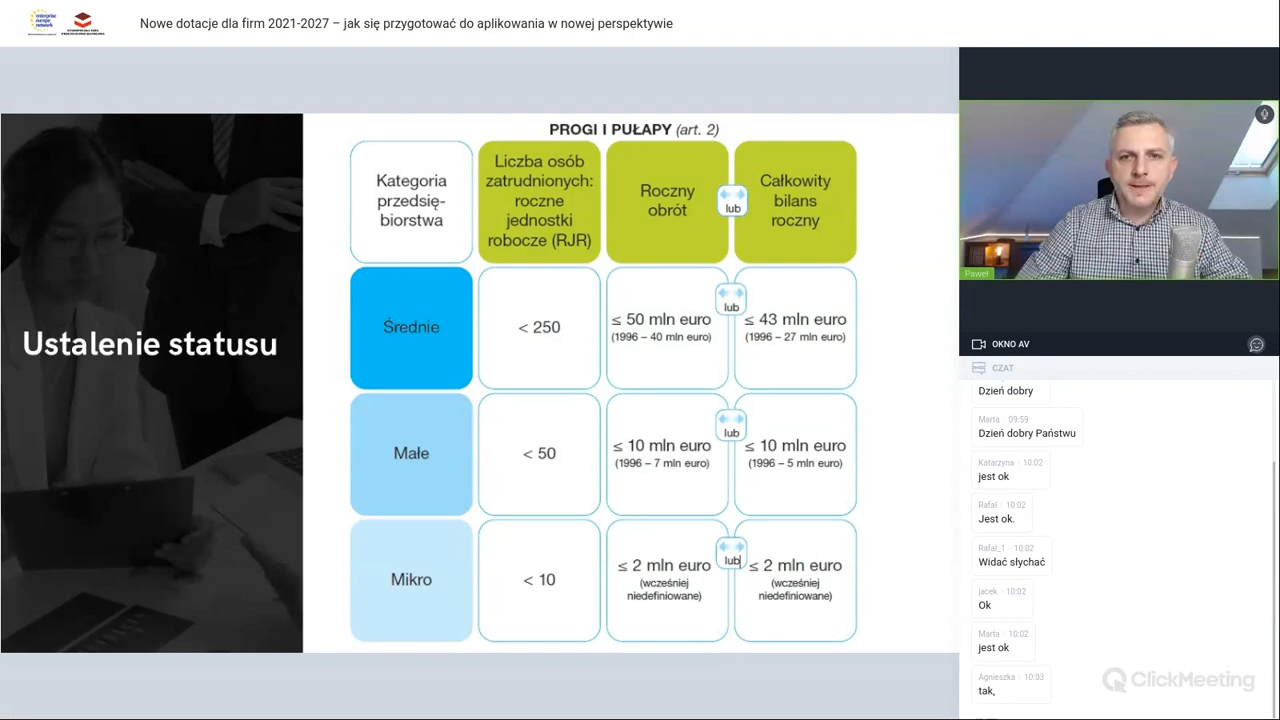 enterprise
europe
network
Nowe dotacje dla firm 2021-2027 – jak się przygotować do aplikowania w nowej perspektywie
Ustalenie statusu
PROGI I PUŁAPY (art. 2)
Kategoria
przedsię-
biorstwa
Liczba osób
zatrudnionych:
roczne
jednostki
robocze (RJR)
Roczny
obrót
lub
Całkowity
bilans
roczny
Średnie
< 250
≤ 50 mln euro
(1996 – 40 mln euro)
lub
≤ 43 mln euro
(1996 – 27 mln euro)
Małe
< 50
≤ 10 mln euro
(1996 – 7 mln euro)
lub
≤ 10 mln euro
(1996 – 5 mln euro)
Mikro
< 10
≤ 2 mln euro
(wcześniej
niedefiniowane)
lub
≤ 2 mln euro
(wcześniej
niedefiniowane)
Paweł
OKNO AV
CZAT
Dzień dobry
Marta · 09:59
Dzień dobry Państwu
Katarzyna · 10:02
jest ok
Rafał · 10:02
Jest ok.
Rafał_1 · 10:02
Widać słychać
jacek · 10:02
Ok
Marta · 10:02
jest ok
Agnieszka · 10:03
tak,
ClickMeeting